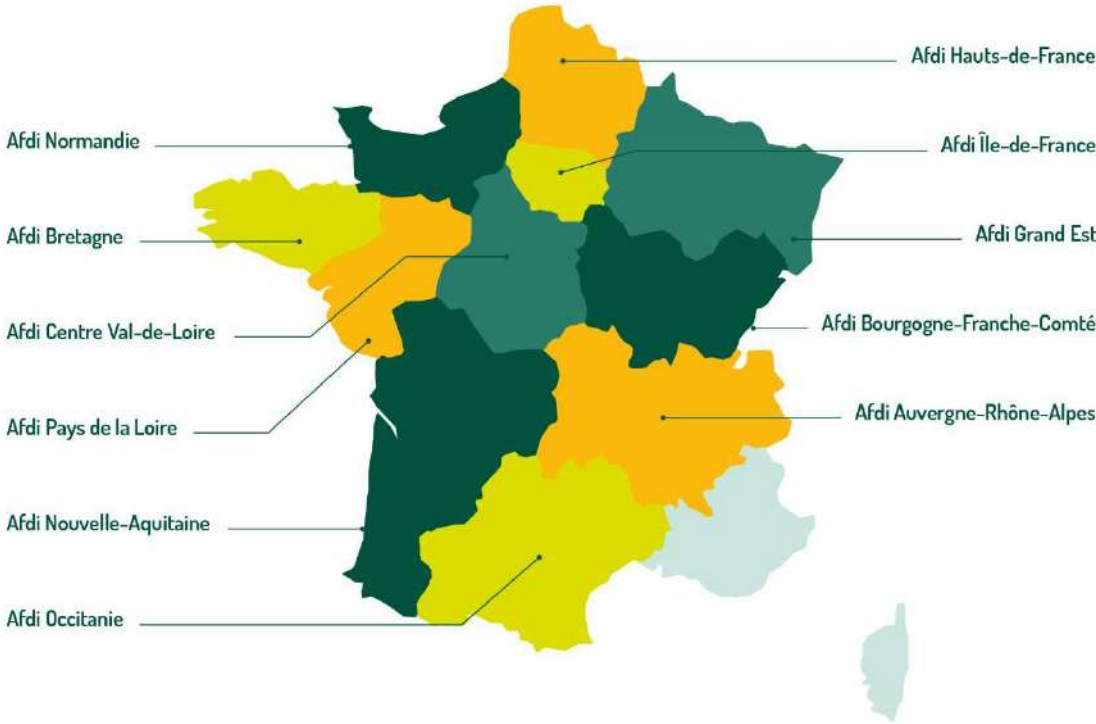 Afdi Hauts-de-France
Afdi Normandie
Afdi Île-de-France
Afdi Bretagne
Afdi Grand Est
Afdi Centre Val-de-Loire
Afdi Bourgogne-Franche-Comté
Afdi Pays de la Loire
Afdi Auvergne-Rhône-Alpes
Afdi Nouvelle-Aquitaine
Afdi Occitanie